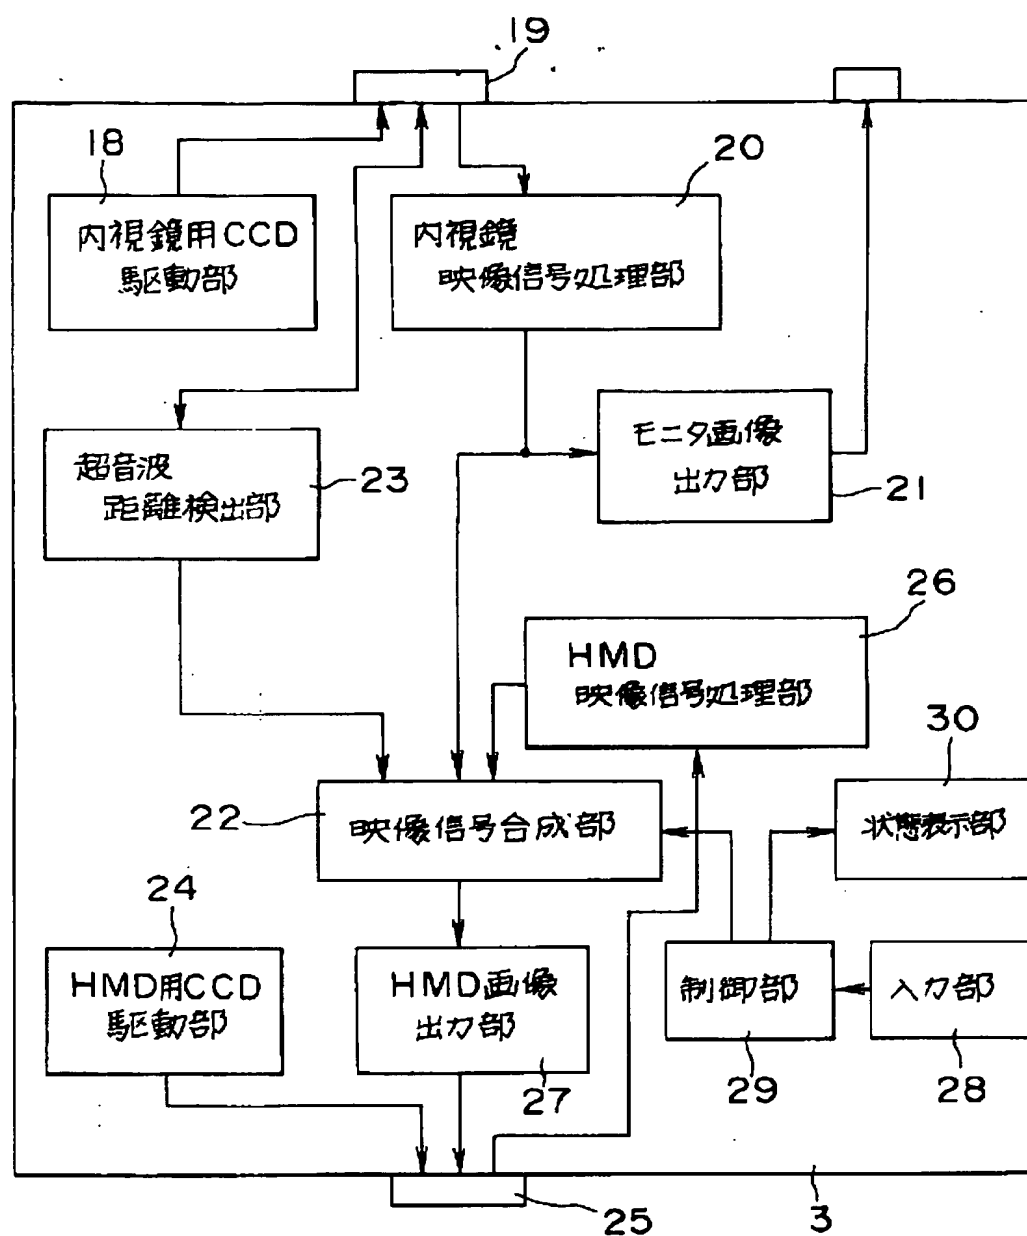 19
18
20
内視鏡用CCD
駆動部
内視鏡
映像信号処理部
モニタ画像
出力部
21
超音波
距離検出部
23
26
HMD
映像信号処理部
30
状態表示部
22
映像信号合成部
24
HMD用CCD
駆動部
HMD画像
出力部
27
制御部
29
入力部
28
25
3